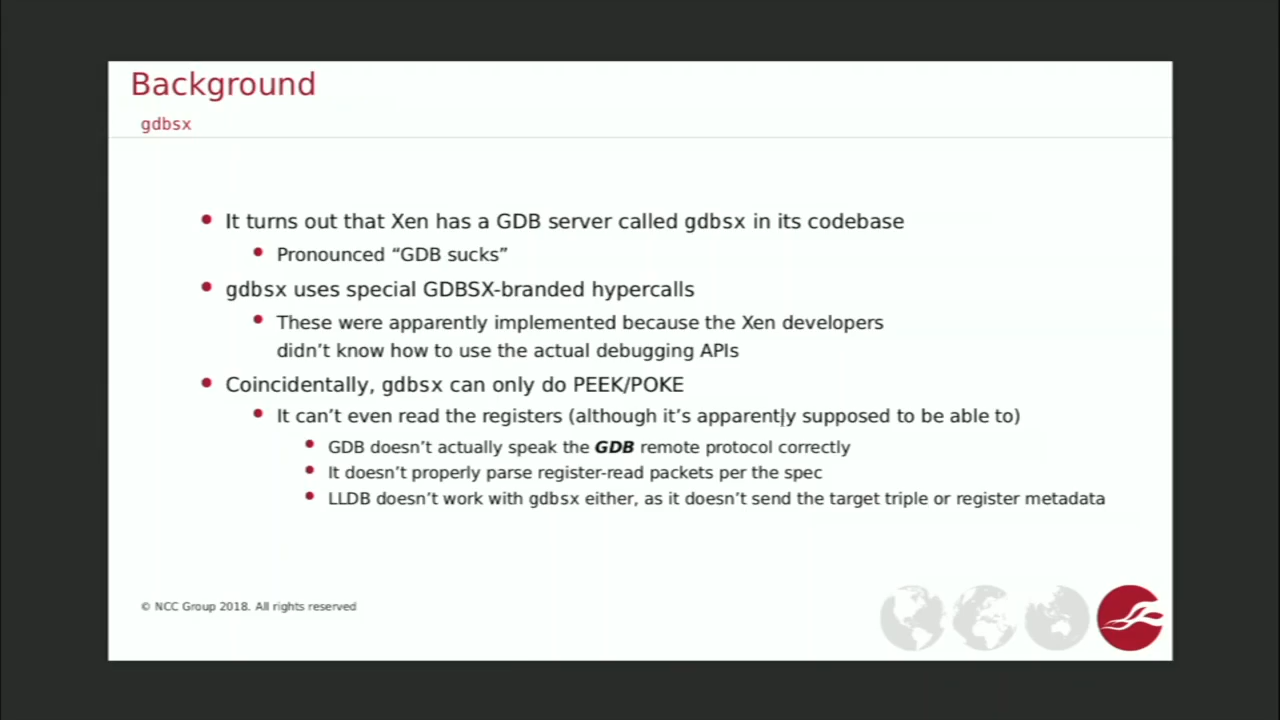 Background
gdbsx
It turns out that Xen has a GDB server called gdbsx in its codebase
Pronounced “GDB sucks”
gdbsx uses special GDBSX-branded hypercalls
These were apparently implemented because the Xen developers
didn’t know how to use the actual debugging APIs
Coincidentally, gdbsx can only do PEEK/POKE
It can’t even read the registers (although it’s apparently supposed to be able to)
GDB doesn’t actually speak the GDB remote protocol correctly
It doesn’t properly parse register-read packets per the spec
LLDB doesn’t work with gdbsx either, as it doesn’t send the target triple or register metadata
© NCC Group 2018. All rights reserved